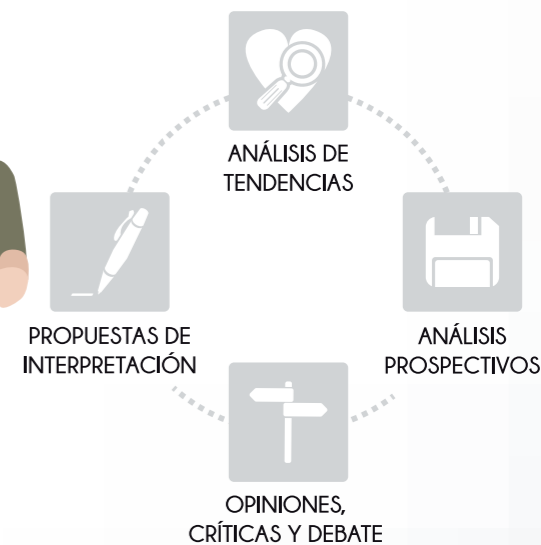 ANÁLISIS DE
TENDENCIAS
PROPUESTAS DE
INTERPRETACIÓN
ANÁLISIS
PROSPECTIVOS
OPINIONES,
CRÍTICAS Y DEBATE